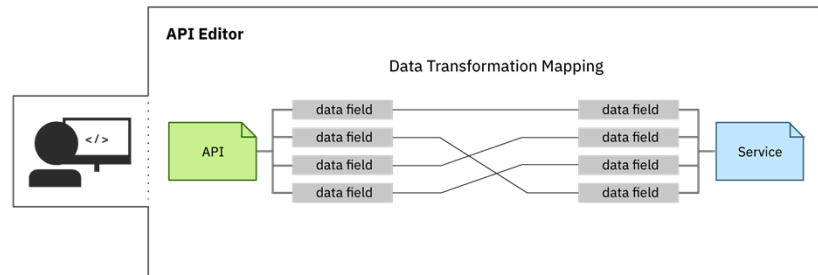 API Editor
Data Transformation Mapping
</>
API
data field
data field
data field
data field
data field
data field
data field
data field
Service